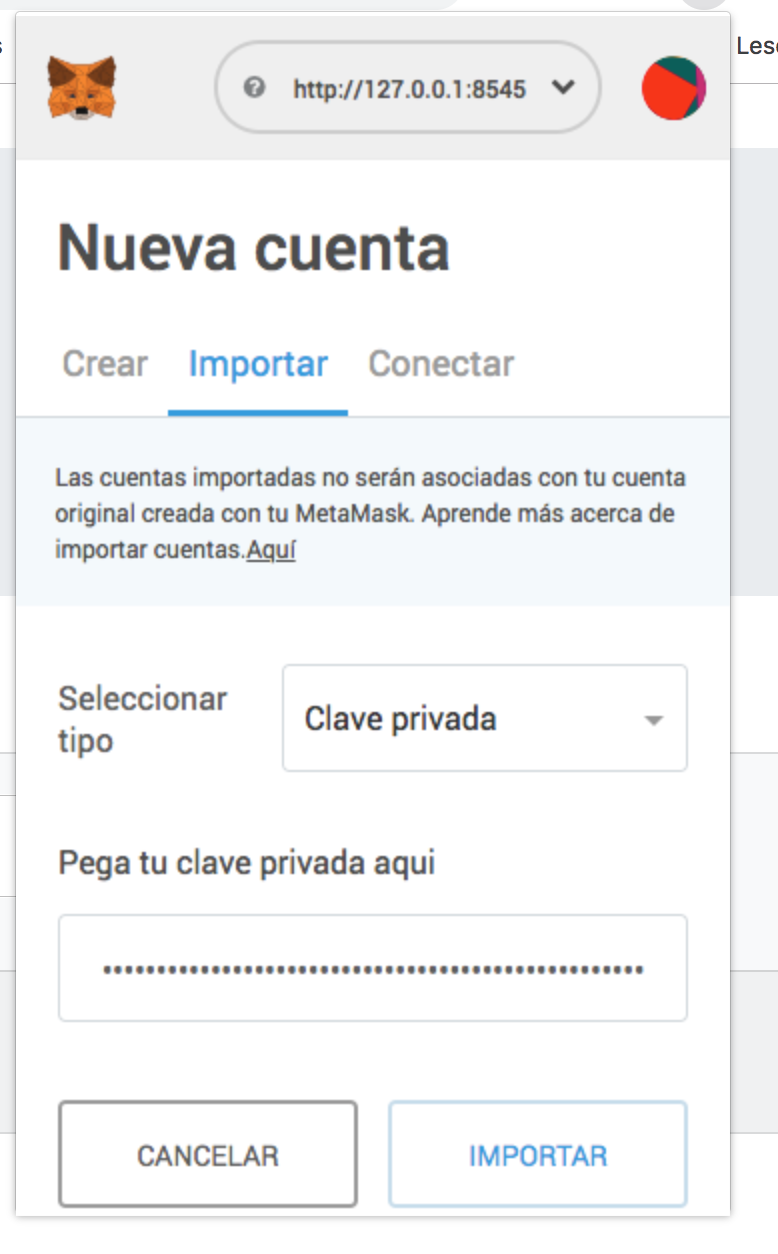 http://127.0.0.1:8545
Nueva cuenta
Crear Importar Conectar
Las cuentas importadas no serán asociadas con tu cuenta
original creada con tu MetaMask. Aprende más acerca de
importar cuentas.Aquí
Seleccionar
tipo
Clave privada
Pega tu clave privada aqui
CANCELAR IMPORTAR